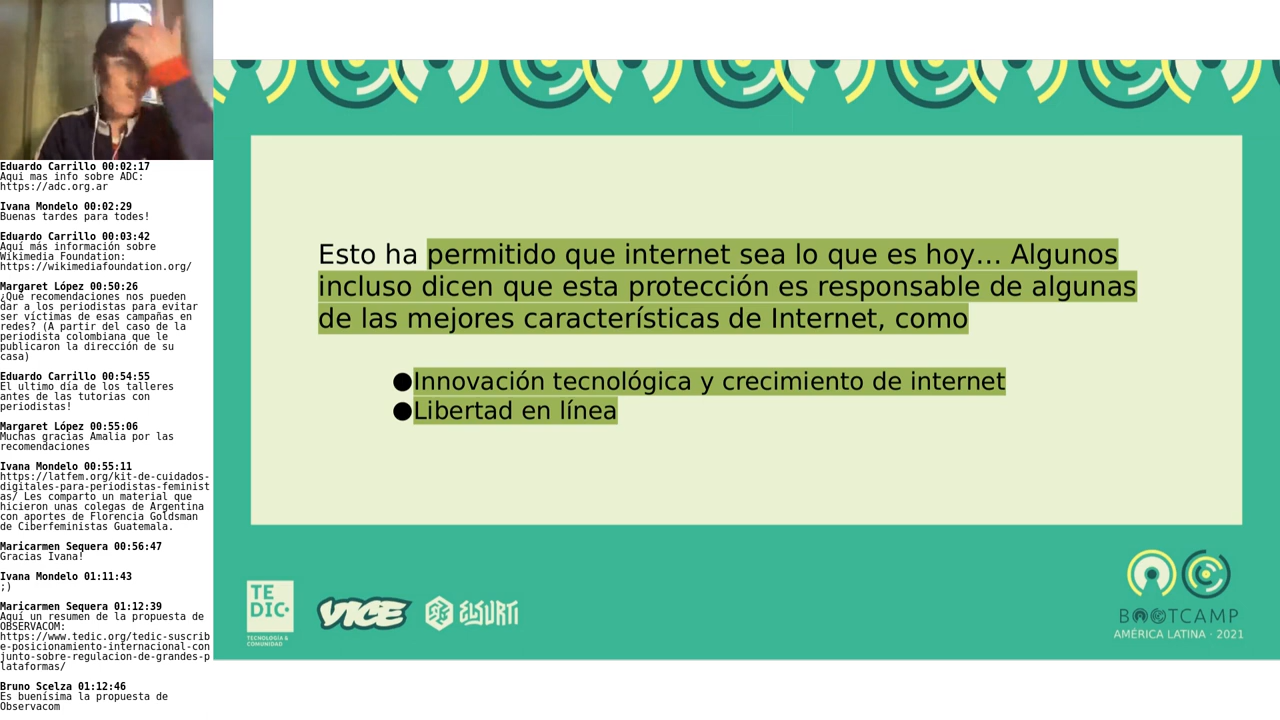 Eduardo Carrillo 00:02:17
Aqui mas info sobre ADC:
https://adc.org.ar
Ivana Mondelo 00:02:29
Buenas tardes para todes!
Eduardo Carrillo 00:03:42
Aquí más información sobre
Wikimedia Foundation:
https://wikimediafoundation.org/
Margaret López 00:50:26
¿Qué recomendaciones nos pueden
dar a los periodistas para evitar
ser víctimas de esas campañas en
redes? (A partir del caso de la
periodista colombiana que le
publicaron la dirección de su
casa)
Eduardo Carrillo 00:54:55
El ultimo día de los talleres
antes de las tutorias con
periodistas!
Margaret López 00:55:06
Muchas gracias Amalia por las
recomendaciones
Ivana Mondelo 00:55:11
https://latfem.org/kit-de-cuidados-
digitales-para-periodistas-feminist
as/ Les comparto un material que
hicieron unas colegas de Argentina
con aportes de Florencia Goldsman
de Ciberfeministas Guatemala.
Maricarmen Sequera 00:56:47
Gracias Ivana!
Ivana Mondelo 01:11:43
;)
Maricarmen Sequera 01:12:39
Aquí un resumen de la propuesta de
OBSERVACOM:
https://www.tedic.org/tedic-suscrib
e-posicionamiento-internacional-con
junto-sobre-regulacion-de-grandes-p
lataformas/
Bruno Scelza 01:12:46
Es buenísima la propuesta de
Observacom
Esto ha permitido que internet sea lo que es hoy... Algunos
incluso dicen que esta protección es responsable de algunas
de las mejores características de Internet, como
●Innovación tecnológica y crecimiento de internet
●Libertad en línea
TE
DIC
TECNOLOGÍA &
COMUNIDAD
VICE
ELSURTI
BOOTCAMP
AMÉRICA LATINA · 2021